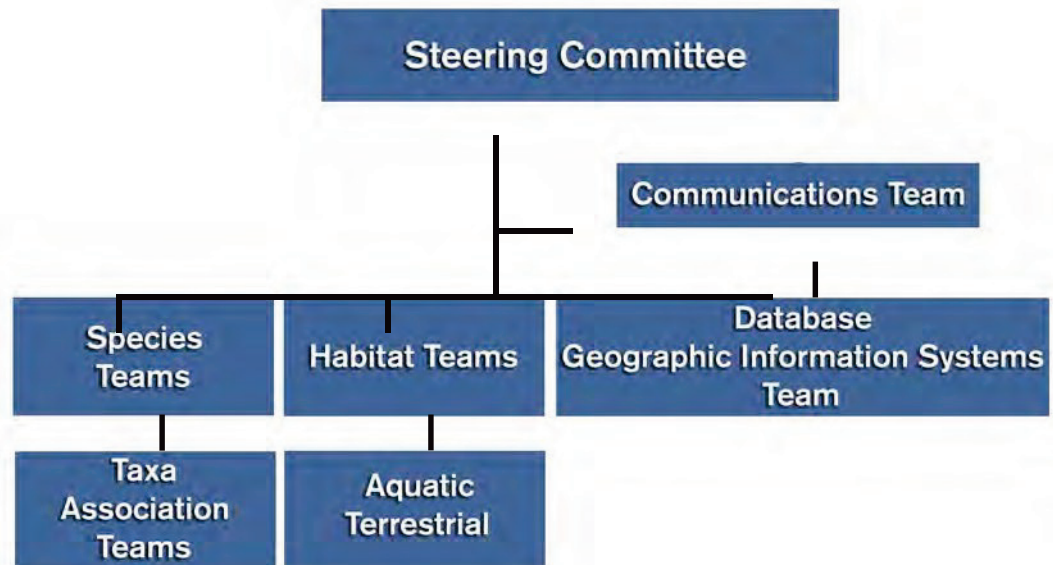 Steering Committee
Communications Team
Species
Teams
Habitat Teams
Database
Geographic Information Systems
Team
Taxa
Association
Teams
Aquatic
Terrestrial